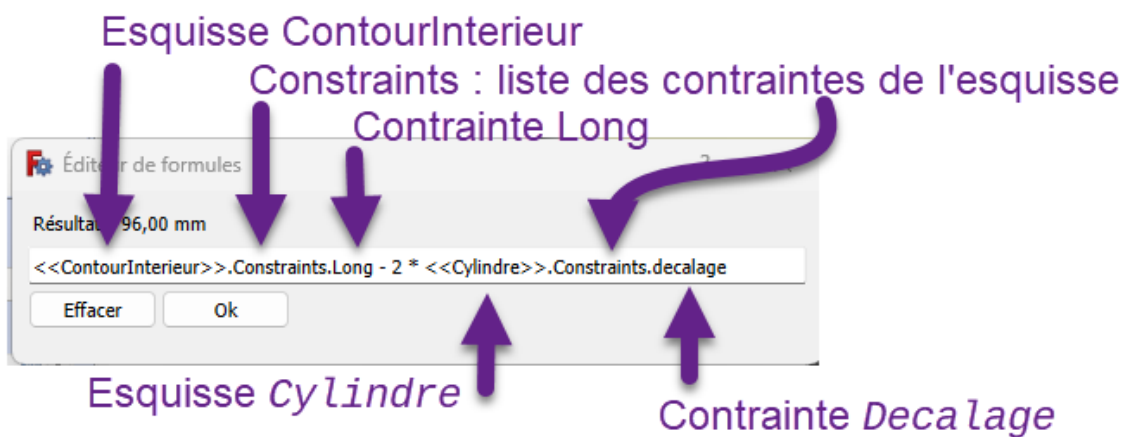 Esquisse ContourInterieur
Constraints : liste des contraintes de l'esquisse
Contrainte Long
Éditeur de formules
Résultat 96,00 mm
<<ContourInterieur>>.Constraints.Long - 2 * <<Cylindre>>.Constraints.decalage
Effacer
Ok
Esquisse Cylindre
Contrainte Decalage